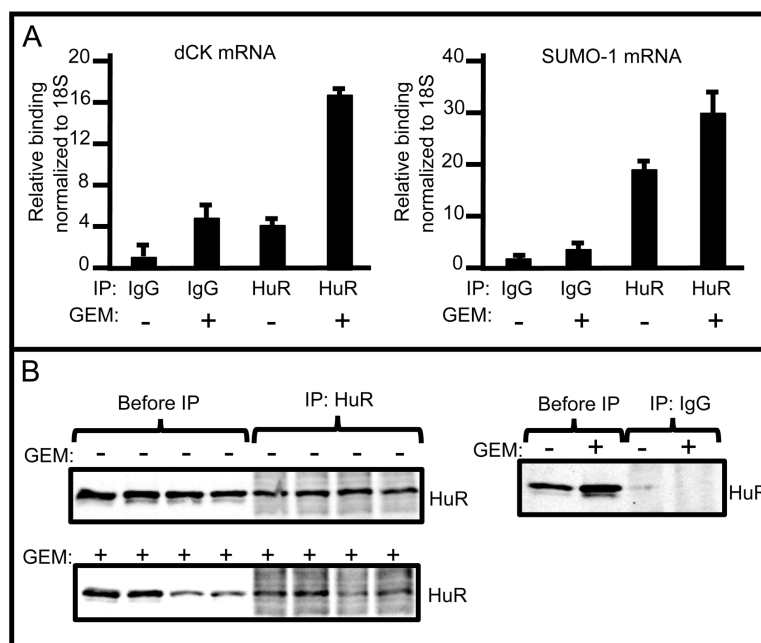 A
dCK mRNA
Relative binding
normalized to 18S
20
16
12
8
4
0
IP: IgG IgG HuR HuR
GEM: - + - +
SUMO-1 mRNA
Relative binding
normalized to 18S
40
30
20
10
0
IP: IgG IgG HuR HuR
GEM: - + - +
B
Before IP IP: HuR
GEM: - - - - - - - -
HuR
GEM: + + + + + + + +
HuR
Before IP IP: IgG
GEM: - + - +
HuR